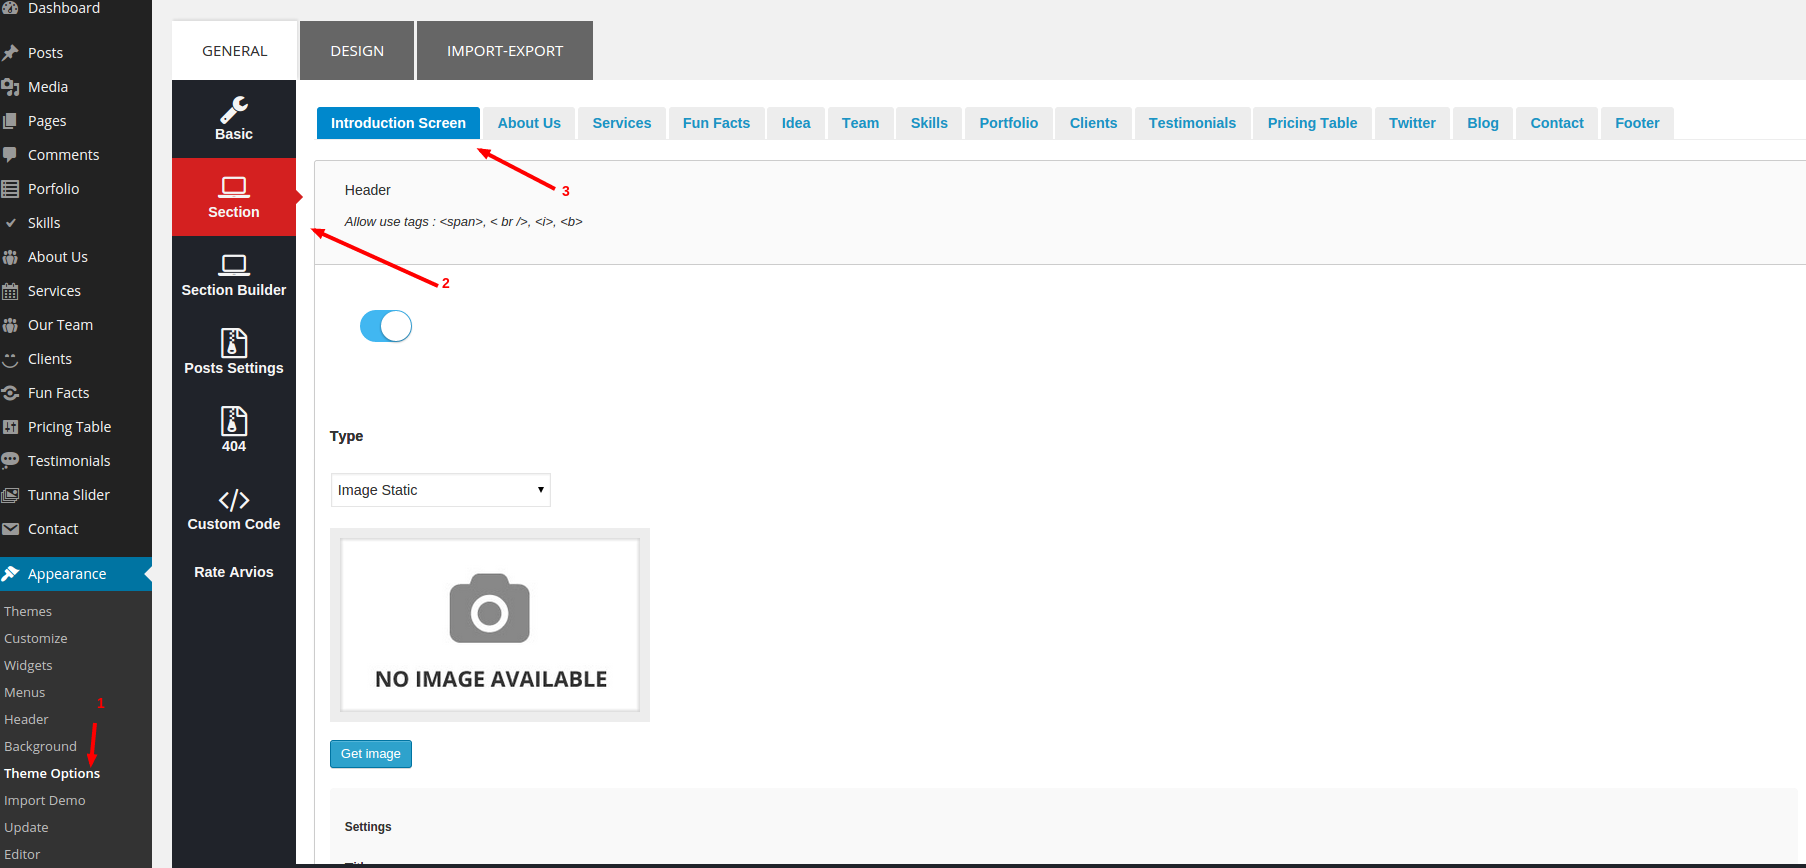 Dashboard
Posts
Media
Pages
Comments
Porfolio
Skills
About Us
Services
Our Team
Clients
Fun Facts
Pricing Table
Testimonials
Tunna Slider
Contact
Appearance
Themes
Customize
Widgets
Menus
1
Header
Background
Theme Options
Import Demo
Update
Editor
GENERAL
DESIGN
IMPORT-EXPORT
Basic
Section
Section Builder
Posts Settings
404
Custom Code
Rate Arvios
Introduction Screen
About Us
Services
Fun Facts
Idea
Team
Skills
Portfolio
Clients
Testimonials
Pricing Table
Twitter
Blog
Contact
Footer
3
Header
Allow use tags : <span>, < br />, <i>, <b>
2
Type
Image Static
NO IMAGE AVAILABLE
Get image
Settings